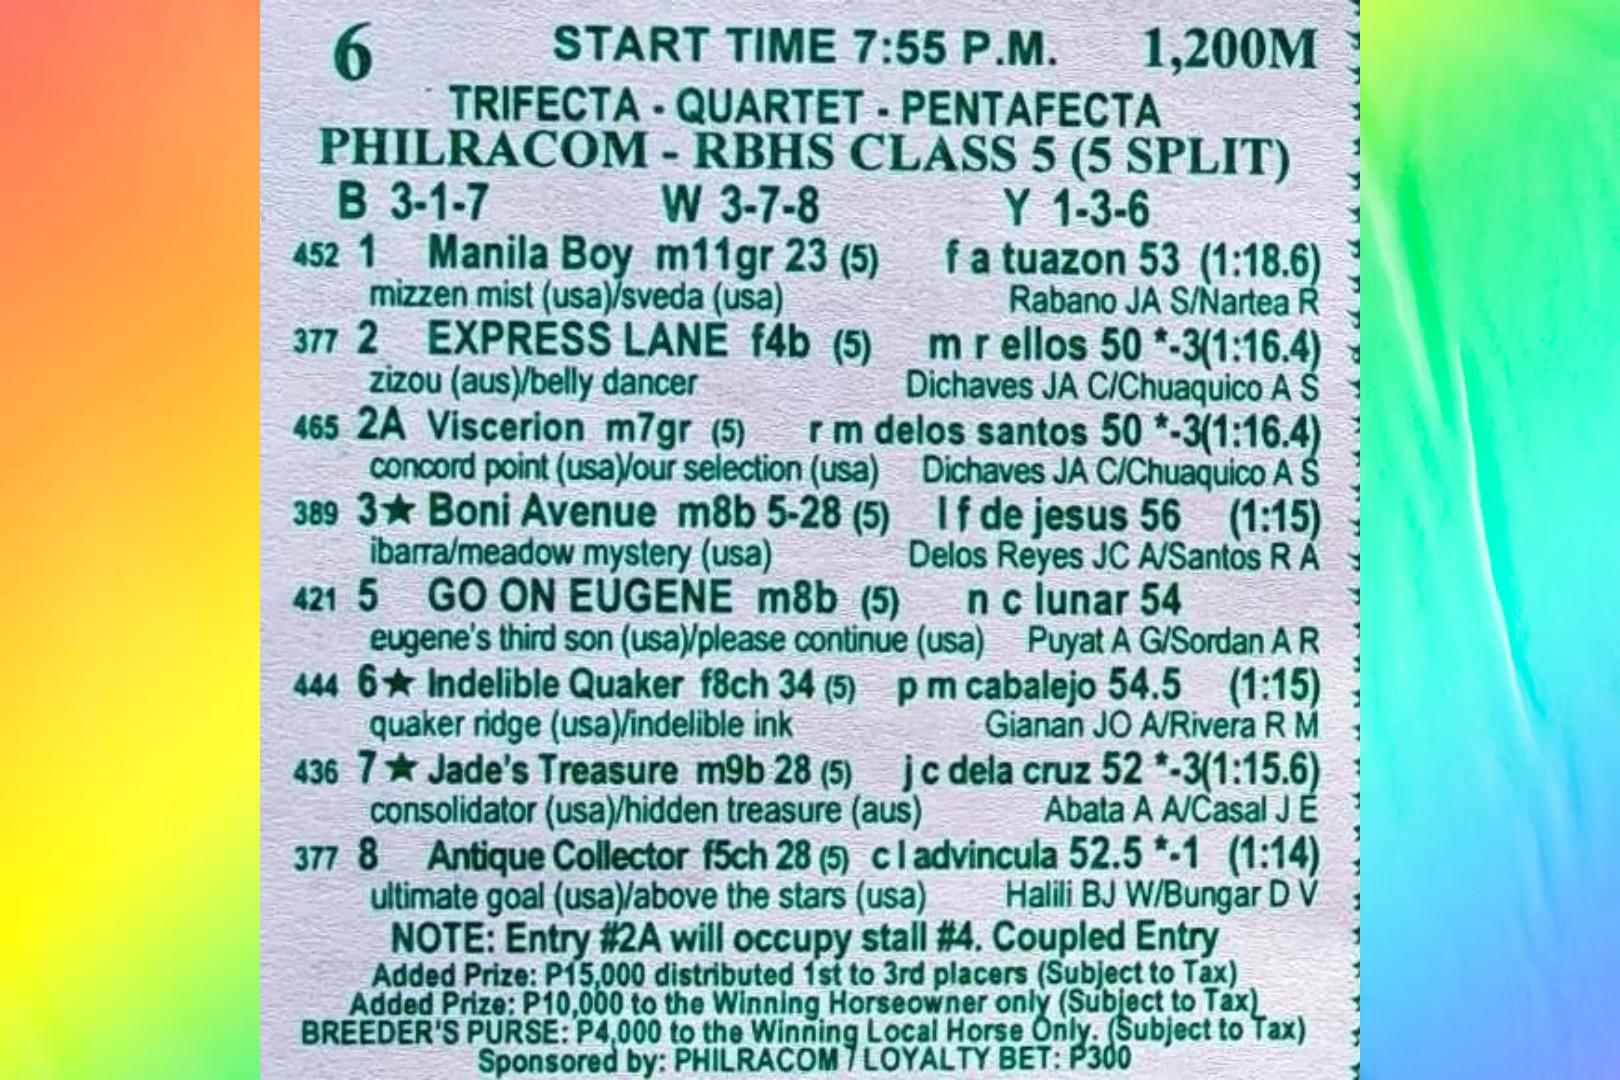 6 START TIME 7:55 P.M. 1,200M
TRIFECTA - QUARTET - PENTAFECTA
PHILRACOM - RBHS CLASS 5 (5 SPLIT)
B 3-1-7 W 3-7-8 Y 1-3-6
452 1 Manila Boy m11gr 23 (5) f a tuazon 53 (1:18.6)
mizzen mist (usa)/sveda (usa) Rabano JA S/Nartea R
377 2 EXPRESS LANE f4b (5) m r ellos 50 *-3(1:16.4)
zizou (aus)/belly dancer Dichaves JA C/Chuaquico A S
465 2A Viscerion m7gr (5) r m delos santos 50 *-3(1:16.4)
concord point (usa)/our selection (usa) Dichaves JA C/Chuaquico A S
389 3★ Boni Avenue m8b 5-28 (5) l f de jesus 56 (1:15)
ibarra/meadow mystery (usa) Delos Reyes JC A/Santos R A
421 5 GO ON EUGENE m8b (5) n c lunar 54
eugene's third son (usa)/please continue (usa) Puyat A G/Sordan A R
444 6★ Indelible Quaker f8ch 34 (5) p m cabalejo 54.5 (1:15)
quaker ridge (usa)/indelible ink Gianan JO A/Rivera R M
436 7★ Jade's Treasure m9b 28 (5) j c dela cruz 52 *-3(1:15.6)
consolidator (usa)/hidden treasure (aus) Abata A A/Casal J E
377 8 Antique Collector f5ch 28 (5) c l advincula 52.5 *-1 (1:14)
ultimate goal (usa)/above the stars (usa) Halili BJ W/Bungar D V
NOTE: Entry #2A will occupy stall #4. Coupled Entry
Added Prize: P15,000 distributed 1st to 3rd placers (Subject to Tax)
Added Prize: P10,000 to the Winning Horseowner only (Subject to Tax)
BREEDER'S PURSE: P4,000 to the Winning Local Horse Only. (Subject to Tax)
Sponsored by: PHILRACOM / LOYALTY BET: P300